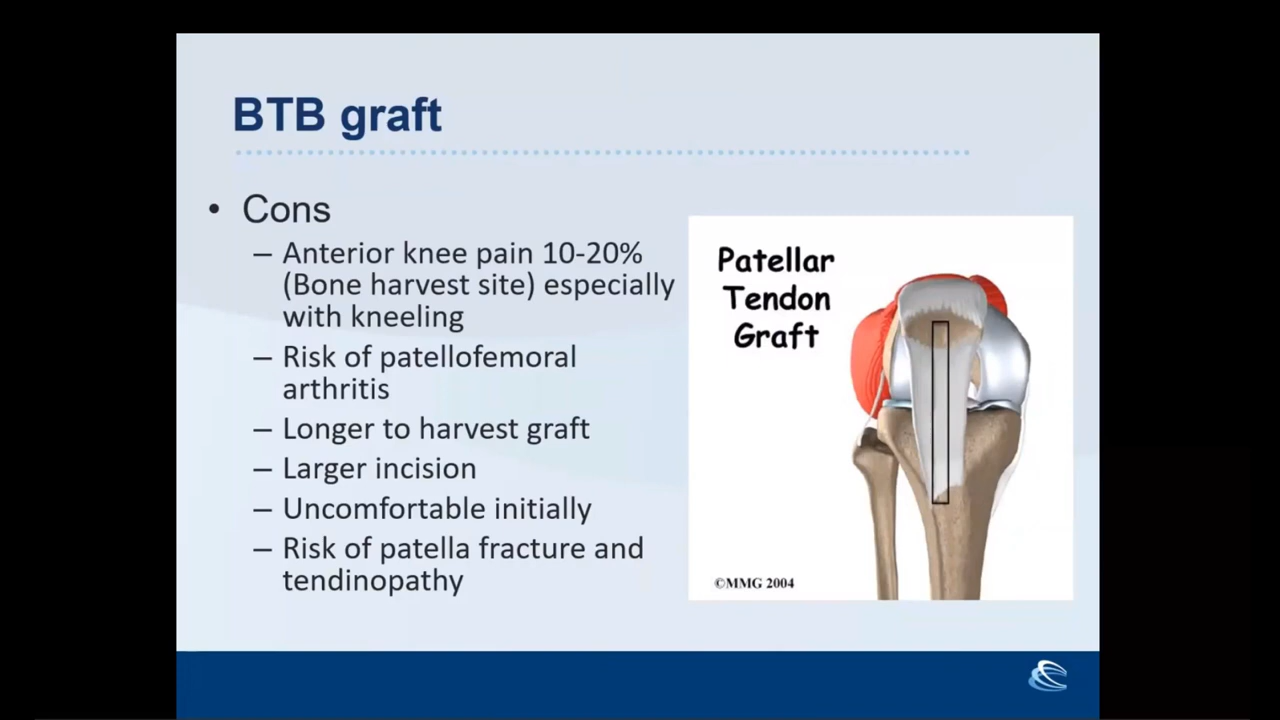 BTB graft
• Cons
– Anterior knee pain 10-20%
(Bone harvest site) especially
with kneeling
– Risk of patellofemoral
arthritis
– Longer to harvest graft
– Larger incision
– Uncomfortable initially
– Risk of patella fracture and
tendinopathy
Patellar
Tendon
Graft
©MMG 2004